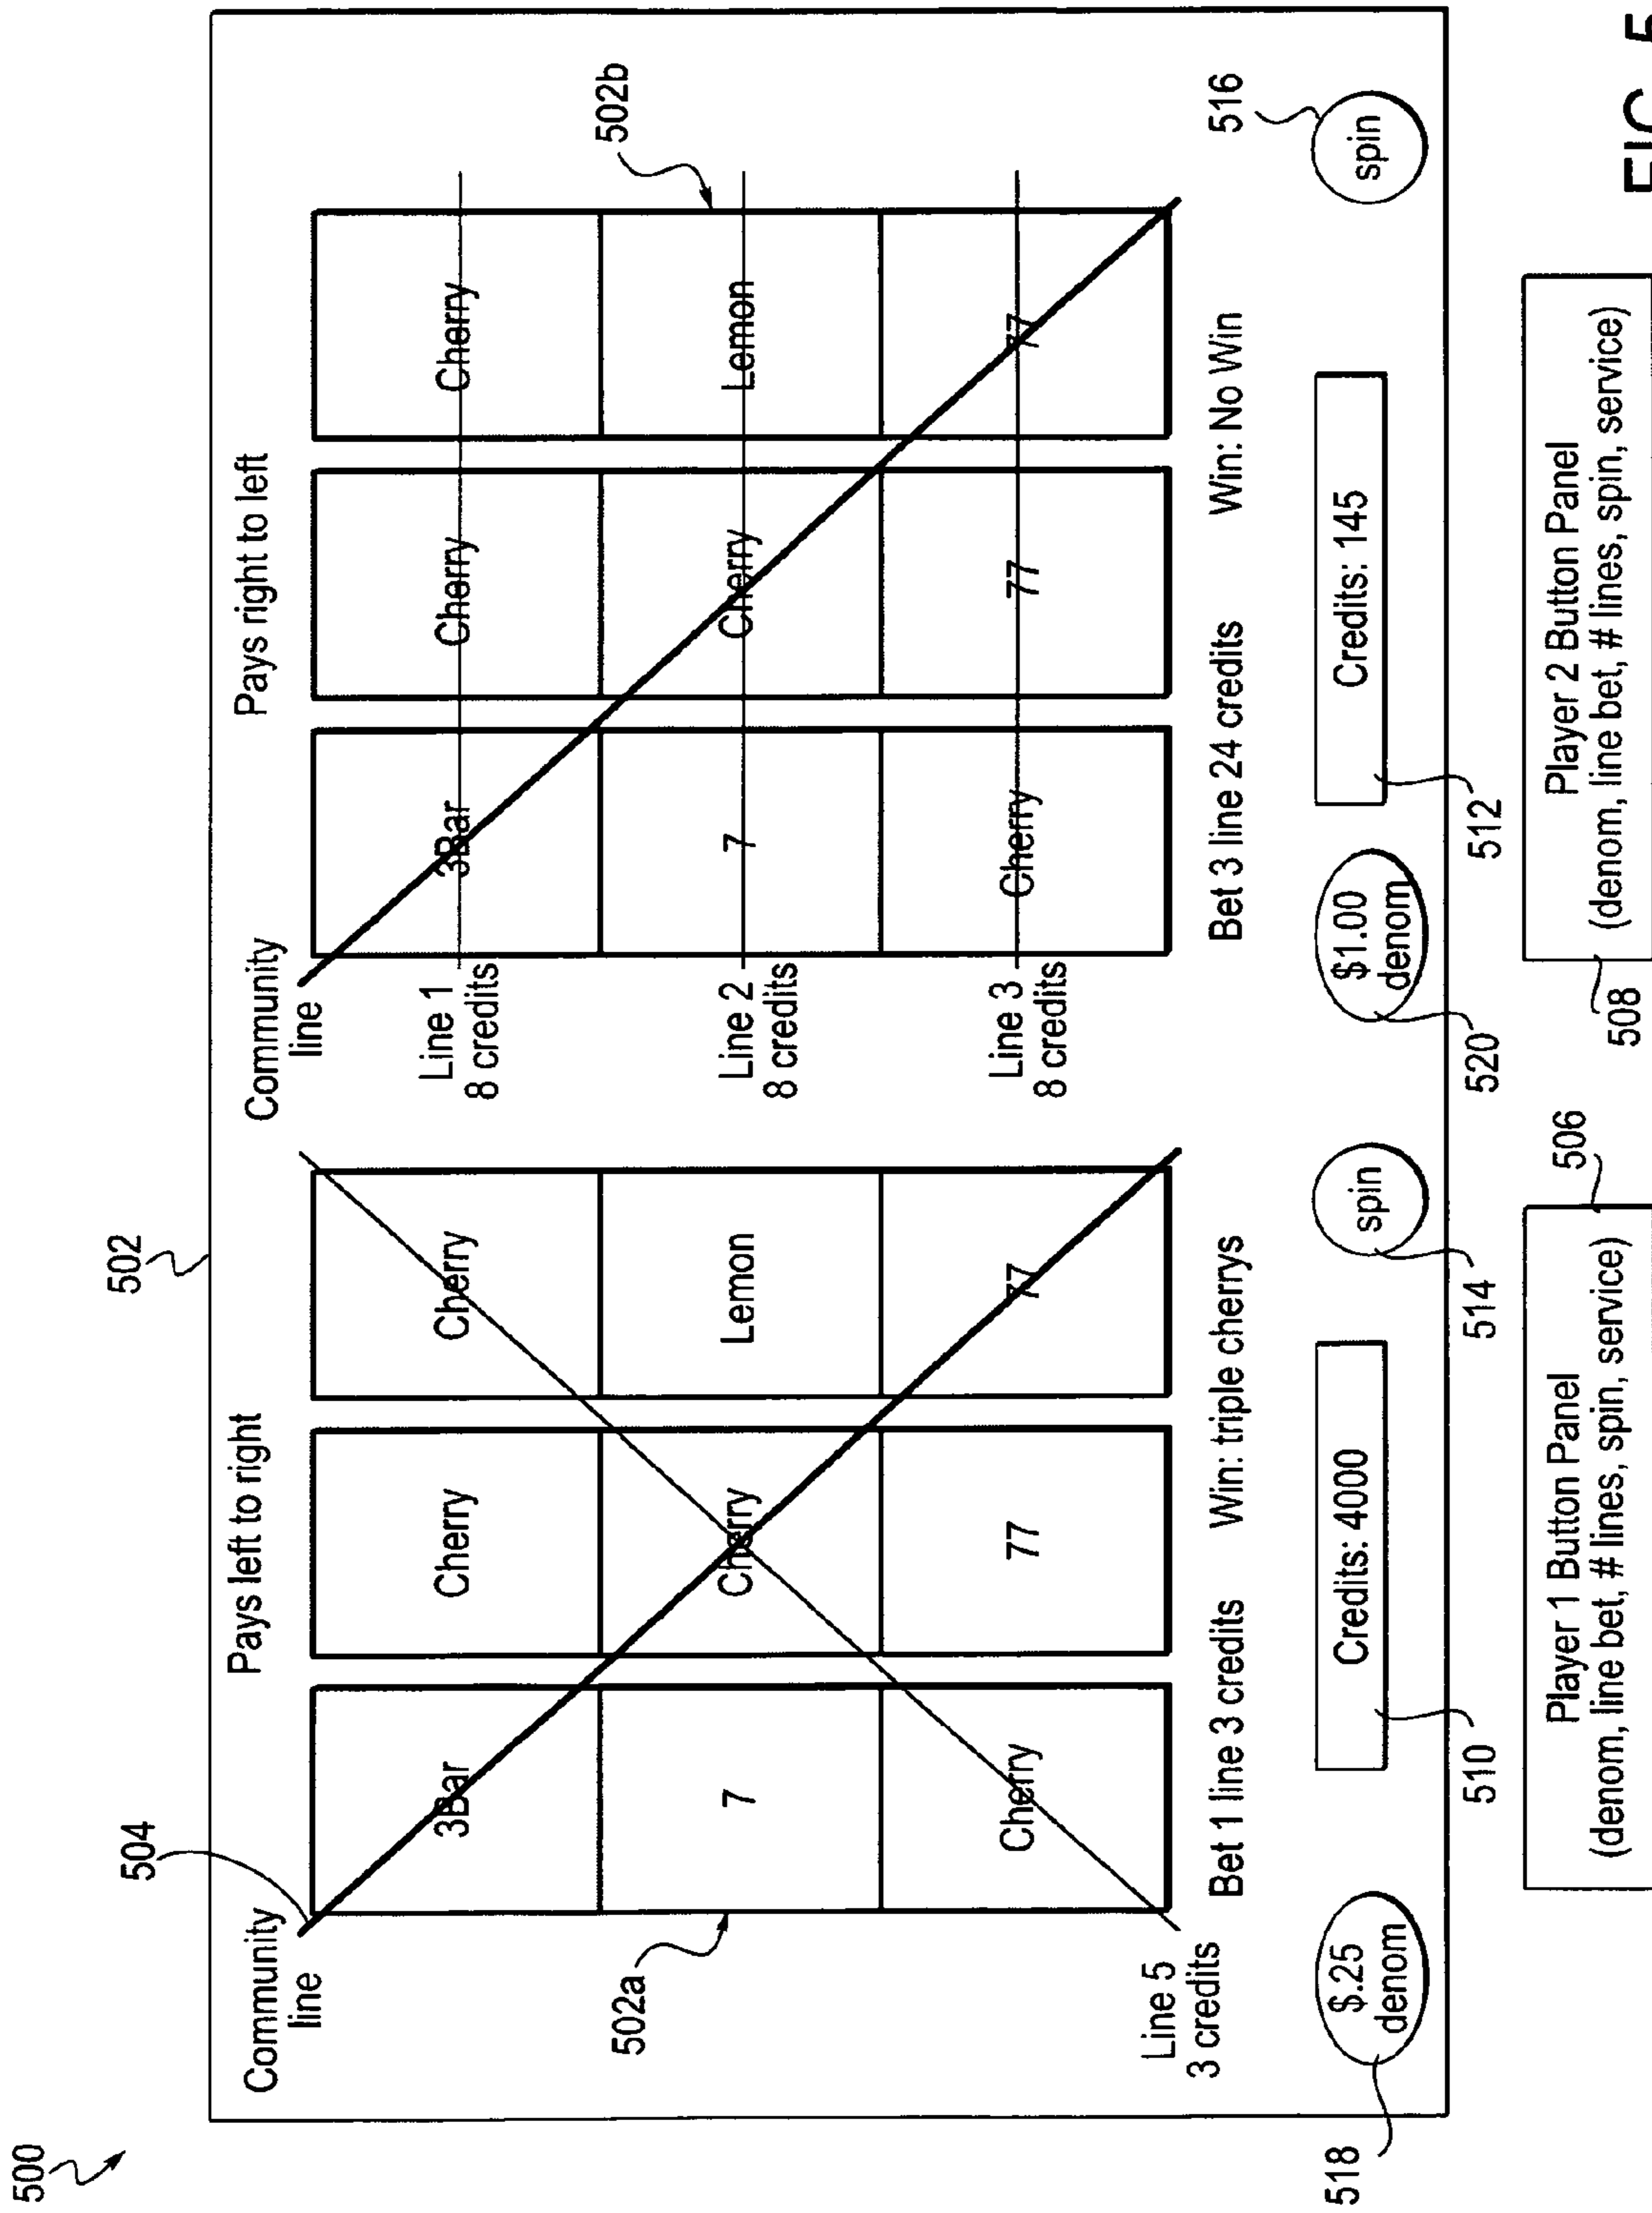 500
502
504
Community
line
Pays left to right
3Bar
Cherry
Cherry
7
Cherry
Lemon
Cherry
77
77
502a
Line 5
3 credits
Bet 1 line 3 credits
Win: triple cherrys
$.25
denom
518
Credits: 4000
510
spin
514
Player 1 Button Panel
(denom, line bet, # lines, spin, service)
506
Community
line
Pays right to left
502b
Line 1
8 credits
3Bar
Cherry
Cherry
Line 2
8 credits
7
Cherry
Lemon
Line 3
8 credits
Cherry
77
77
Bet 3 line 24 credits
Win: No Win
$1.00
denom
520
Credits: 145
512
spin
516
Player 2 Button Panel
(denom, line bet, # lines, spin, service)
508